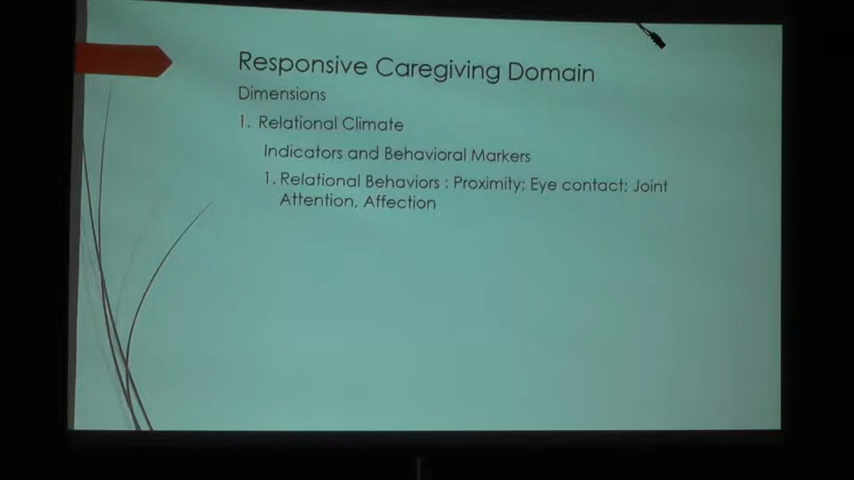 Responsive Caregiving Domain
Dimensions
1. Relational Climate
Indicators and Behavioral Markers
1. Relational Behaviors : Proximity; Eye contact; Joint
Attention, Affection